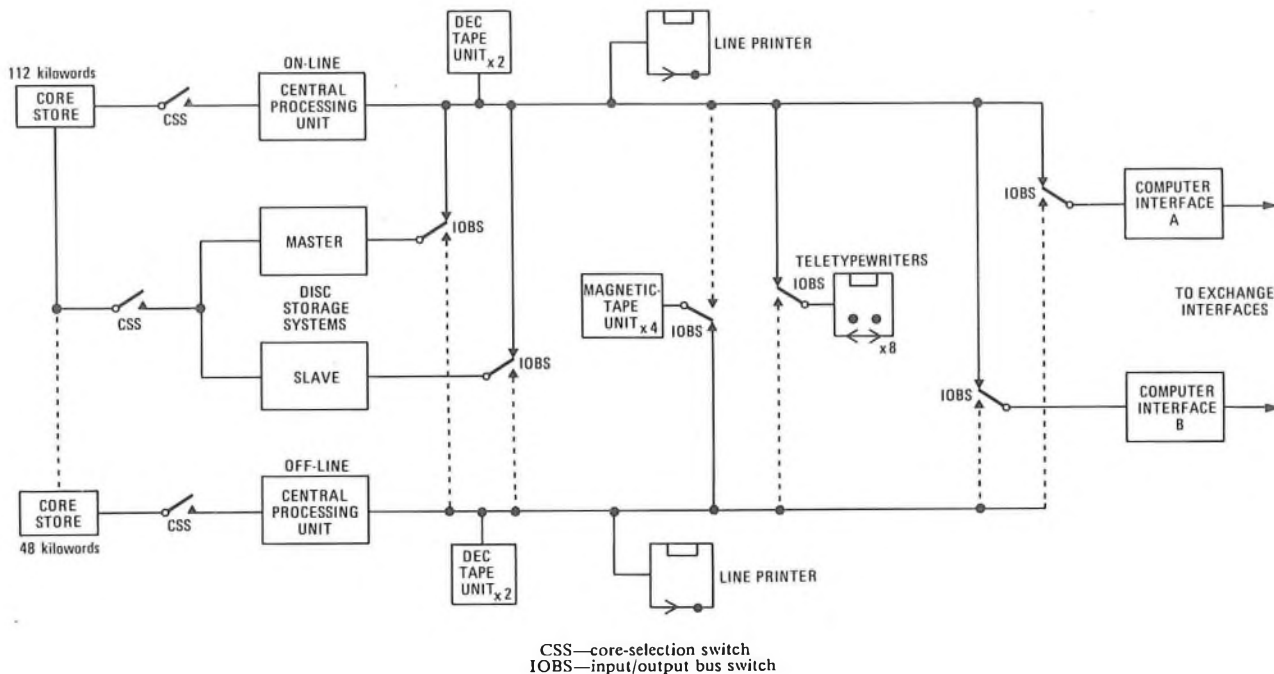 DEC
TAPE
UNIT x2
LINE PRINTER
112 kilowords
CORE
STORE
CSS
ON-LINE
CENTRAL
PROCESSING
UNIT
IOBS
COMPUTER
INTERFACE
A
MASTER
IOBS
DISC
STORAGE
SYSTEMS
CSS
SLAVE
IOBS
MAGNETIC-
TAPE
UNIT x4
IOBS
TELETYPEWRITERS
IOBS
x8
TO EXCHANGE
INTERFACES
IOBS
COMPUTER
INTERFACE
B
CORE
STORE
48 kilowords
CSS
OFF-LINE
CENTRAL
PROCESSING
UNIT
DEC
TAPE
UNIT x2
LINE PRINTER
CSS—core-selection switch
IOBS—input/output bus switch